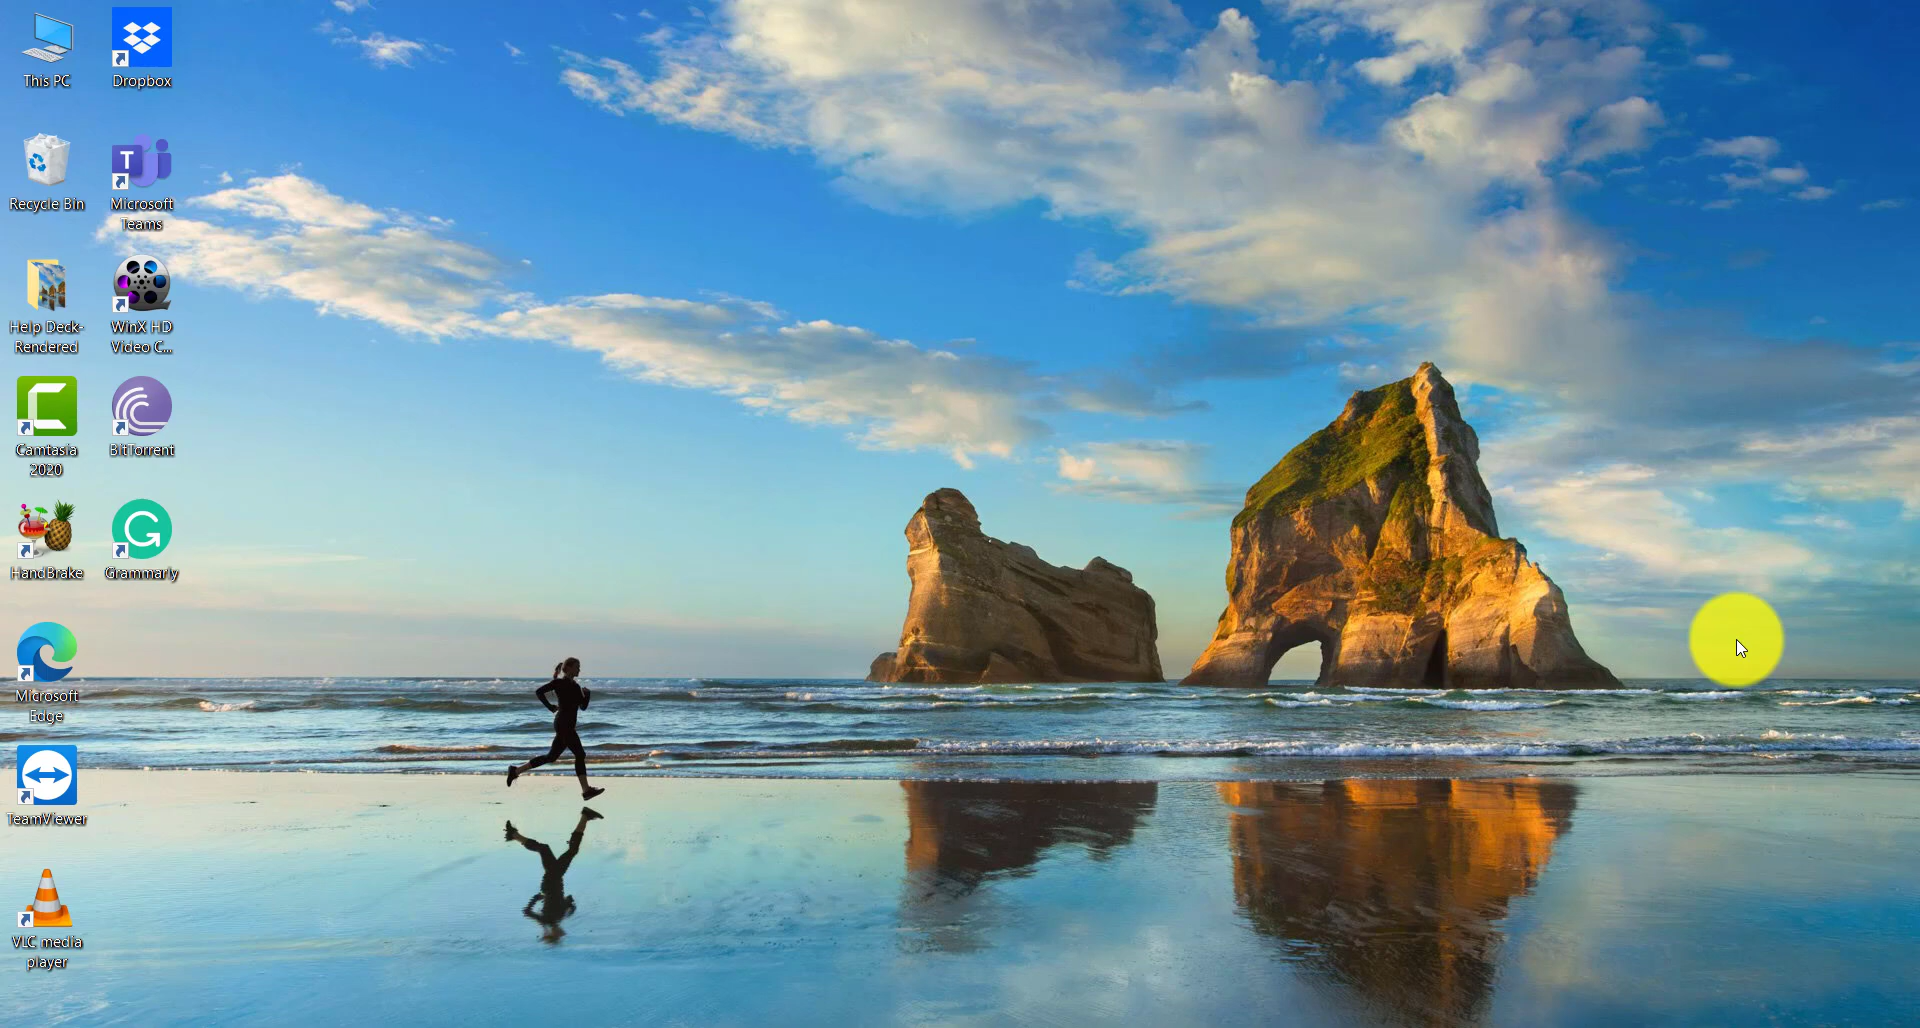 This PC
Dropbox
Recycle Bin
T
Microsoft
Teams
Help Deck-
Rendered
WinX HD
Video C...
Camtasia
2020
BitTorrent
HandBrake
Grammarly
Microsoft
Edge
TeamViewer
VLC media
player